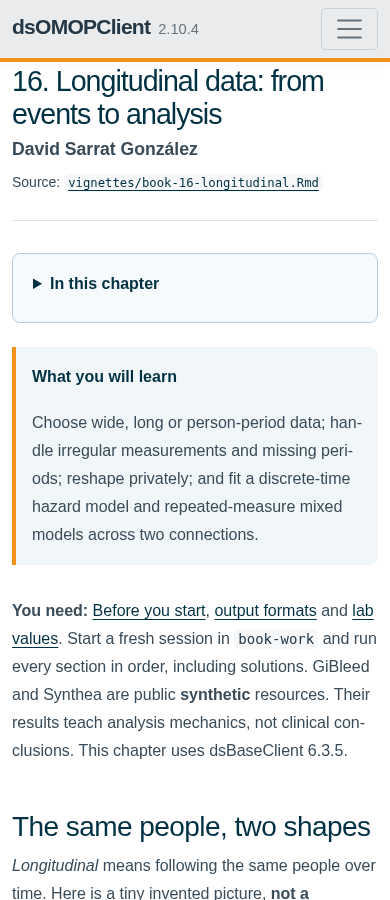 dsOMOPClient 2.10.4
16. Longitudinal data: from
events to analysis
David Sarrat González
Source: vignettes/book-16-longitudinal.Rmd
In this chapter
What you will learn
Choose wide, long or person-period data; han-
dle irregular measurements and missing peri-
ods; reshape privately; and fit a discrete-time
hazard model and repeated-measure mixed
models across two connections.
You need: Before you start, output formats and lab
values. Start a fresh session in book-work and run
every section in order, including solutions. GiBleed
and Synthea are public synthetic resources. Their
results teach analysis mechanics, not clinical con-
clusions. This chapter uses dsBaseClient 6.3.5.
The same people, two shapes
Longitudinal means following the same people over
time. Here is a tiny invented picture, not a